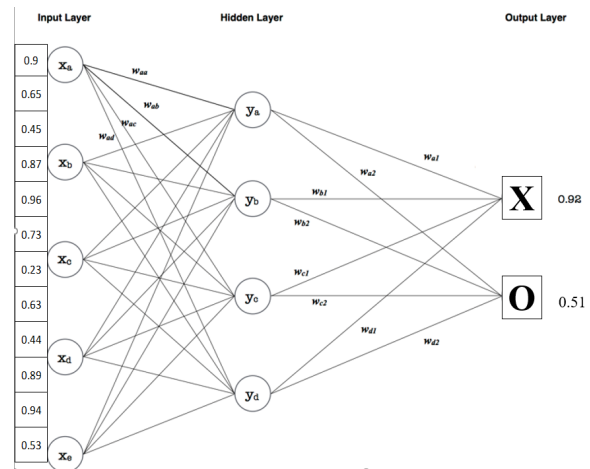 Input Layer
Hidden Layer
Output Layer
0.9
0.65
0.45
0.87
0.96
0.73
0.23
0.63
0.44
0.89
0.94
0.53
xa
xb
xc
xd
xe
waa
wab
wac
wad
ya
yb
yc
yd
wa1
wa2
wb1
wb2
wc1
wc2
wd1
wd2
X 0.92
O 0.51